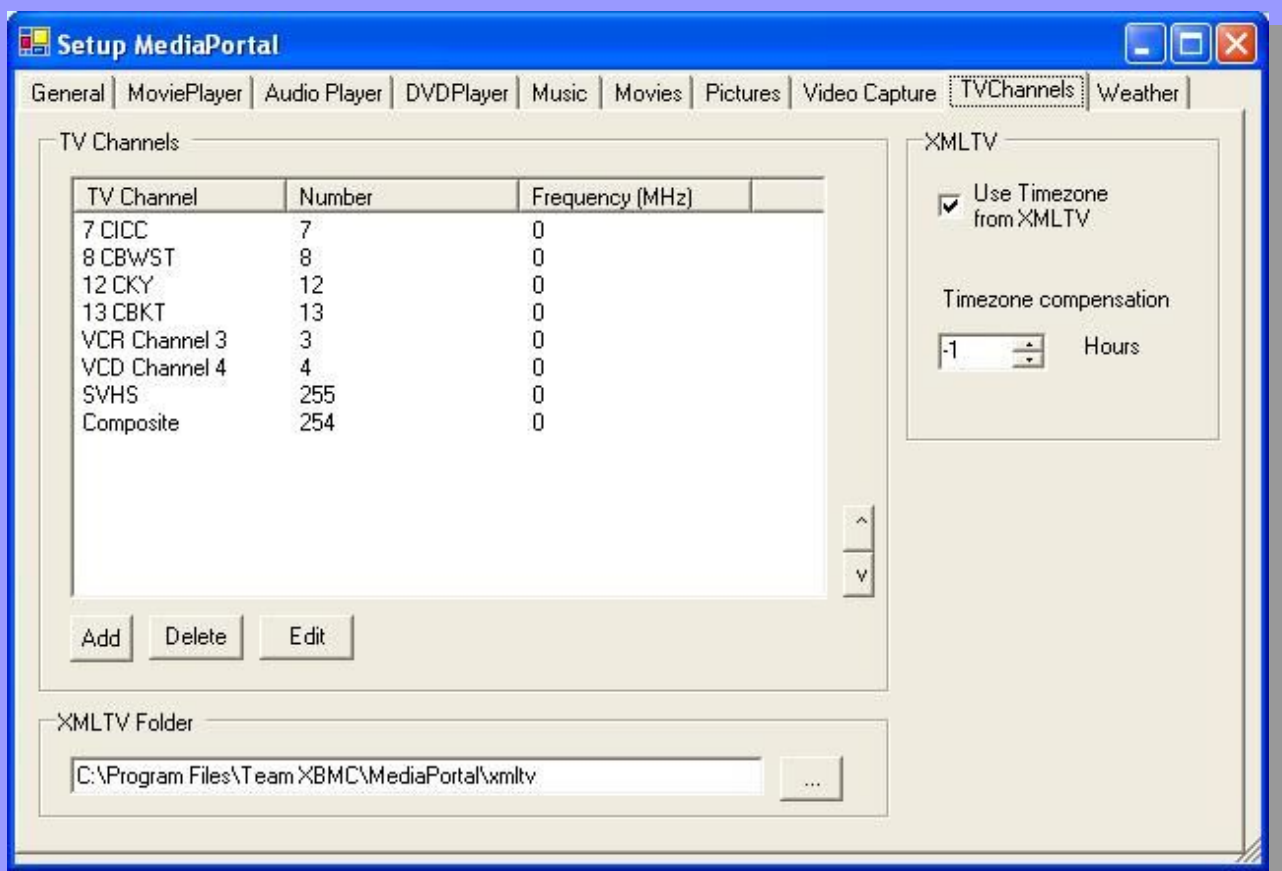 Setup MediaPortal
General MoviePlayer Audio Player DVDPlayer Music Movies Pictures Video Capture TVChannels Weather
TV Channels
TV Channel Number Frequency (MHz)
7 CICC 7 0
8 CBWST 8 0
12 CKY 12 0
13 CBKT 13 0
VCR Channel 3 3 0
VCD Channel 4 4 0
SVHS 255 0
Composite 254 0
^
v
Add Delete Edit
XMLTV Folder
C:\Program Files\Team XBMC\MediaPortal\xmltv ...
XMLTV
Use Timezone
from XMLTV
Timezone compensation
-1 Hours